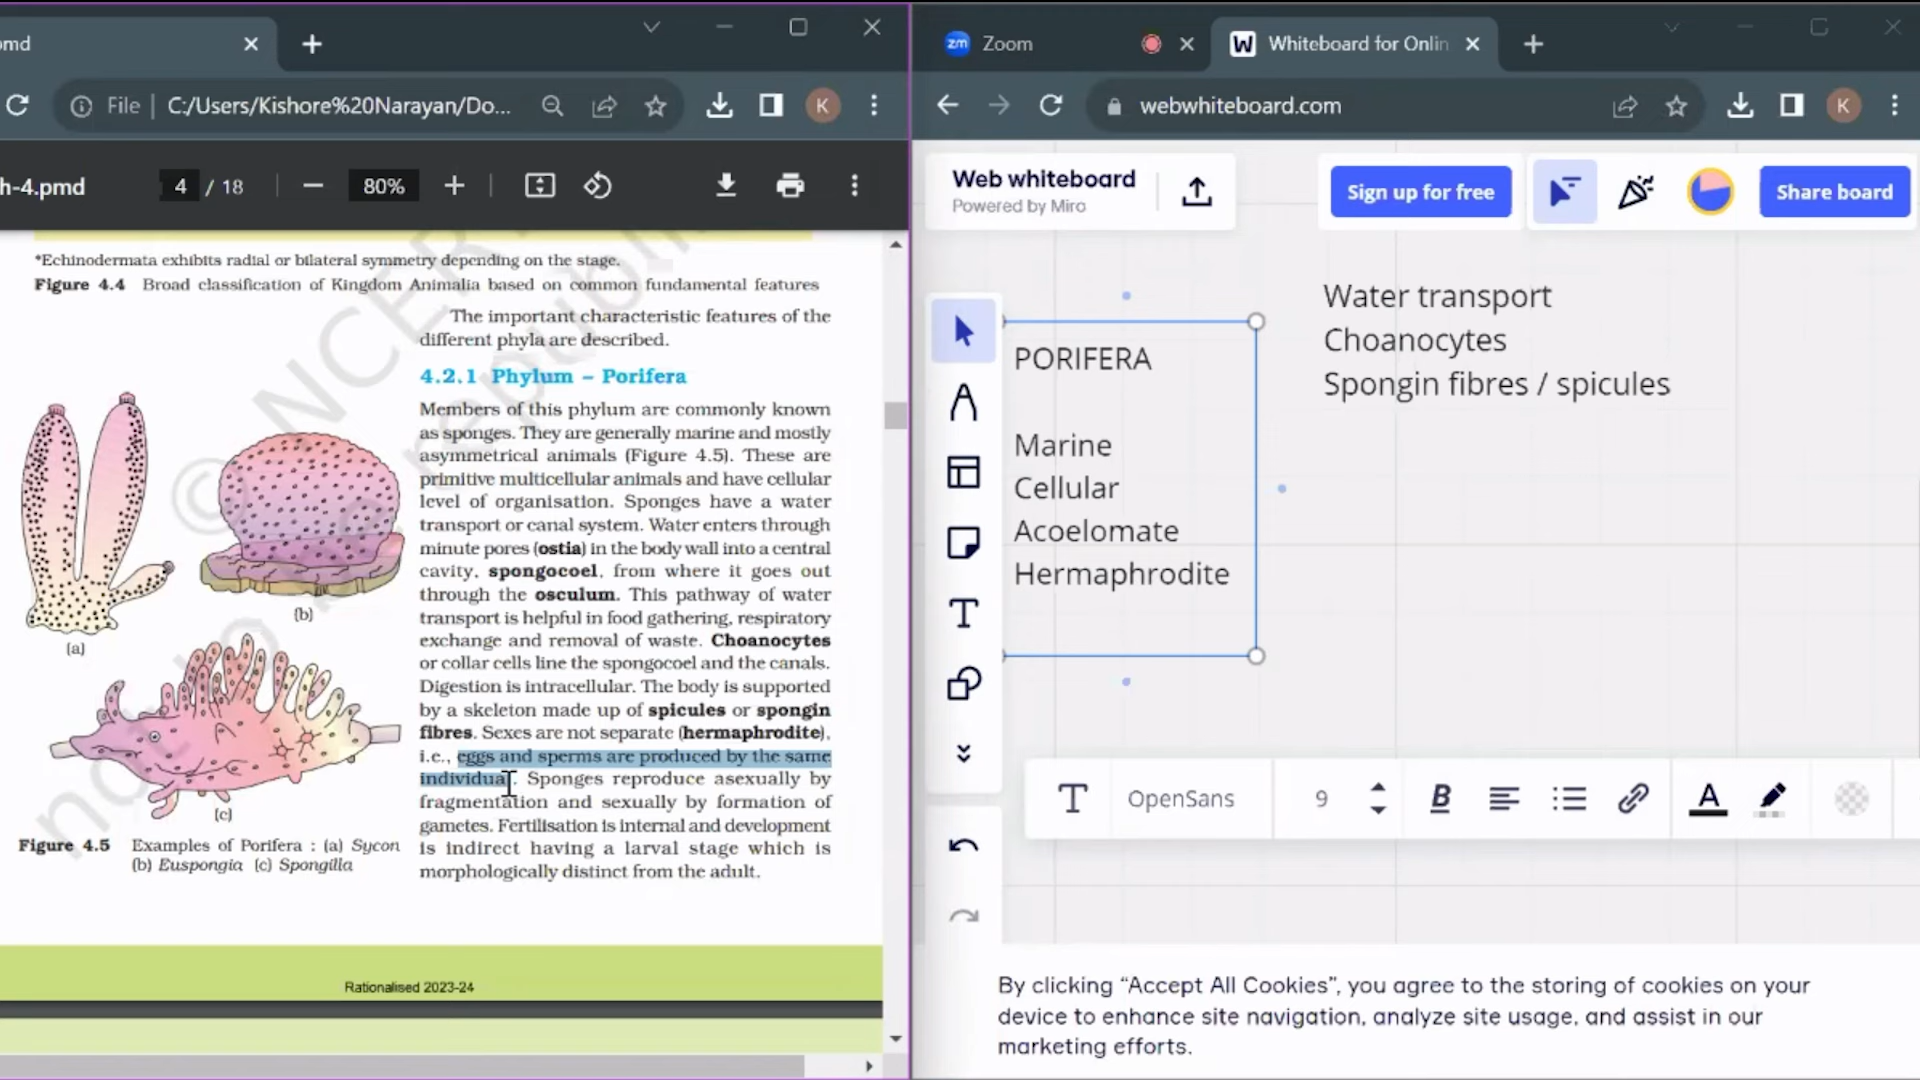 omd
File
C:/Users/Kishore%20Narayan/Do...
K
h-4.pmd
4 / 18
80%
*Echinodermata exhibits radial or bilateral symmetry depending on the stage.
Figure 4.4 Broad classification of Kingdom Animalia based on common fundamental features
The important characteristic features of the
different phyla are described.
4.2.1 Phylum – Porifera
Members of this phylum are commonly known
as sponges. They are generally marine and mostly
asymmetrical animals (Figure 4.5). These are
primitive multicellular animals and have cellular
level of organisation. Sponges have a water
transport or canal system. Water enters through
minute pores (ostia) in the body wall into a central
cavity, spongocoel, from where it goes out
through the osculum. This pathway of water
transport is helpful in food gathering, respiratory
exchange and removal of waste. Choanocytes
or collar cells line the spongocoel and the canals.
Digestion is intracellular. The body is supported
by a skeleton made up of spicules or spongin
fibres. Sexes are not separate (hermaphrodite),
i.e., eggs and sperms are produced by the same
individual. Sponges reproduce asexually by
fragmentation and sexually by formation of
gametes. Fertilisation is internal and development
is indirect having a larval stage which is
morphologically distinct from the adult.
(a)
(b)
(c)
Figure 4.5 Examples of Porifera : (a) Sycon
(b) Euspongia (c) Spongilla
© NCERT
not to be republi
Rationalised 2023-24
zm Zoom
W Whiteboard for Onlin
webwhiteboard.com
K
Web whiteboard
Powered by Miro
Sign up for free
Share board
PORIFERA
Marine
Cellular
Acoelomate
Hermaphrodite
Water transport
Choanocytes
Spongin fibres / spicules
T
T OpenSans 9 B A
By clicking “Accept All Cookies”, you agree to the storing of cookies on your
device to enhance site navigation, analyze site usage, and assist in our
marketing efforts.